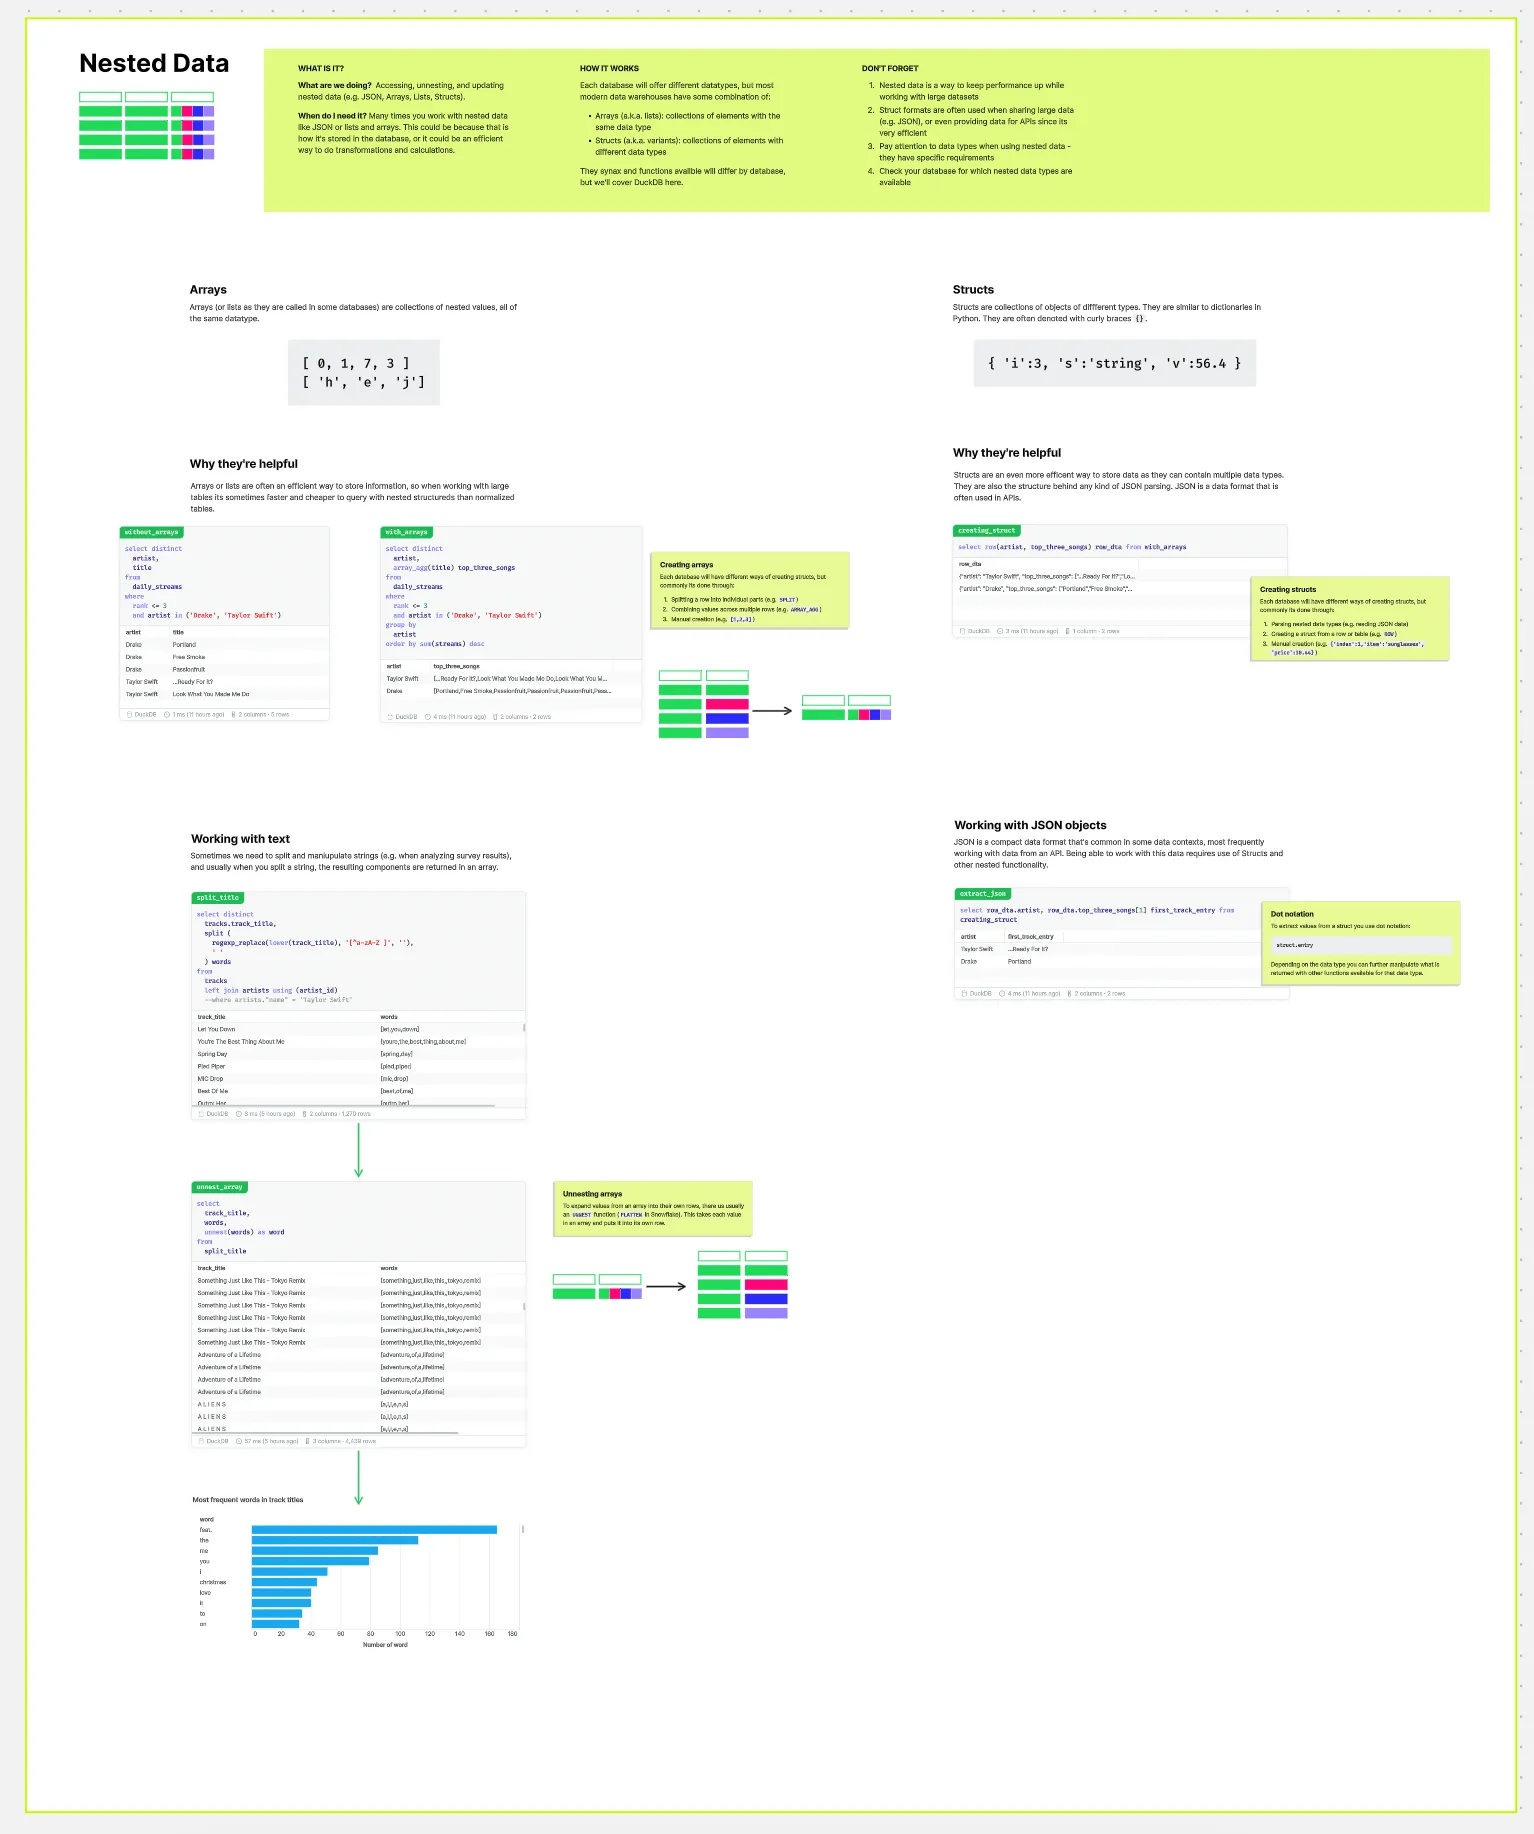 Nested Data
WHAT IS IT?
What are we doing? Accessing, unnesting, and updating
nested data (e.g. JSON, Arrays, Lists, Structs).
When do I need it? Many times you work with nested data
like JSON or lists and arrays. This could be because that is
how it's stored in the database, or it could be an efficient
way to do transformations and calculations.
HOW IT WORKS
Each database will offer different datatypes, but most
modern data warehouses have some combination of:
• Arrays (a.k.a. lists): collections of elements with the
same data type
• Structs (a.k.a. variants): collections of elements with
different data types
They synax and functions avalible will differ by database,
but we'll cover DuckDB here.
DON'T FORGET
1. Nested data is a way to keep performance up while
working with large datasets
2. Struct formats are often used when sharing large data
(e.g. JSON), or even providing data for APIs since its
very efficient
3. Pay attention to data types when using nested data -
they have specific requirements
4. Check your database for which nested data types are
available
Arrays
Arrays (or lists as they are called in some databases) are collections of nested values, all of
the same datatype.
[ 0, 1, 7, 3 ]
[ 'h', 'e', 'j']
Why they're helpful
Arrays or lists are often an efficient way to store information, so when working with large
tables its sometimes faster and cheaper to query with nested structureds than normalized
tables.
without_arrays
select distinct
artist,
title
from
daily_streams
where
rank <= 3
and artist in ('Drake', 'Taylor Swift')
artist title
Drake Portland
Drake Free Smoke
Drake Passionfruit
Taylor Swift ...Ready For It?
Taylor Swift Look What You Made Me Do
DuckDB 1 ms (11 hours ago) 2 columns · 5 rows
with_arrays
select distinct
artist,
array_agg(title) top_three_songs
from
daily_streams
where
rank <= 3
and artist in ('Drake', 'Taylor Swift')
group by
artist
order by sum(streams) desc
artist top_three_songs
Taylor Swift [...Ready For It?,Look What You Made Me Do,Look What You M...
Drake [Portland,Free Smoke,Passionfruit,Passionfruit,Passionfruit,Pass...
DuckDB 4 ms (11 hours ago) 2 columns · 2 rows
Creating arrays
Each database will have different ways of creating structs, but
commonly its done through:
1. Splitting a row into individual parts (e.g. SPLIT)
2. Combining values across multiple rows (e.g. ARRAY_AGG)
3. Manual creation (e.g. [1,2,3])
Structs
Structs are collections of objects of diffferent types. They are similar to dictionaries in
Python. They are often denoted with curly braces {}.
{ 'i':3, 's':'string', 'v':56.4 }
Why they're helpful
Structs are an even more efficent way to store data as they can contain multiple data types.
They are also the structure behind any kind of JSON parsing. JSON is a data format that is
often used in APIs.
creating_struct
select row(artist, top_three_songs) row_dta from with_arrays
row_dta
{"artist": "Taylor Swift", "top_three_songs": ["...Ready For It?","Lo...
{"artist": "Drake", "top_three_songs": ["Portland","Free Smoke",...
DuckDB 3 ms (11 hours ago) 1 column · 2 rows
Creating structs
Each database will have different ways of creating structs, but
commonly its done through:
1. Parsing nested data types (e.g. reading JSON data)
2. Creating a struct from a row or table (e.g. ROW)
3. Manual creation (e.g. {'index':1,'item':'sunglasses',
'price':30.44})
Working with text
Sometimes we need to split and maniupulate strings (e.g. when analyzing survey results),
and usually when you split a string, the resulting components are returned in an array.
split_title
select distinct
tracks.track_title,
split (
regexp_replace(lower(track_title), '[^a-zA-Z ]', ''),
' '
) words
from
tracks
left join artists using (artist_id)
--where artists."name" = 'Taylor Swift'
track_title words
Let You Down [let,you,down]
You're The Best Thing About Me [youre,the,best,thing,about,me]
Spring Day [spring,day]
Pied Piper [pied,piper]
MIC Drop [mic,drop]
Best Of Me [best,of,me]
Outro: Her [outro,her]
DuckDB 8 ms (5 hours ago) 2 columns · 1,270 rows
unnest_array
select
track_title,
words,
unnest(words) as word
from
split_title
track_title words
Something Just Like This - Tokyo Remix [something,just,like,this,,tokyo,remix]
Something Just Like This - Tokyo Remix [something,just,like,this,,tokyo,remix]
Something Just Like This - Tokyo Remix [something,just,like,this,,tokyo,remix]
Something Just Like This - Tokyo Remix [something,just,like,this,,tokyo,remix]
Something Just Like This - Tokyo Remix [something,just,like,this,,tokyo,remix]
Something Just Like This - Tokyo Remix [something,just,like,this,,tokyo,remix]
Adventure of a Lifetime [adventure,of,a,lifetime]
Adventure of a Lifetime [adventure,of,a,lifetime]
Adventure of a Lifetime [adventure,of,a,lifetime]
Adventure of a Lifetime [adventure,of,a,lifetime]
A L I E N S [a,l,i,e,n,s]
A L I E N S [a,l,i,e,n,s]
A L I E N S [a,l,i,e,n,s]
DuckDB 57 ms (5 hours ago) 3 columns · 4,439 rows
Unnesting arrays
To expand values from an array into their own rows, there us usually
an UNNEST function (FLATTEN in Snowflake). This takes each value
in an array and puts it into its own row.
Most frequent words in track titles
word
feat.
the
me
you
i
christmas
love
it
to
on
0 20 40 60 80 100 120 140 160 180
Number of word
Working with JSON objects
JSON is a compact data format that's common in some data contexts, most frequently
working with data from an API. Being able to work with this data requires use of Structs and
other nested functionality.
extract_json
select row_dta.artist, row_dta.top_three_songs[1] first_track_entry from
creating_struct
artist first_track_entry
Taylor Swift ...Ready For It?
Drake Portland
DuckDB 4 ms (11 hours ago) 2 columns · 2 rows
Dot notation
To extract values from a struct you use dot notation:
struct.entry
Depending on the data type you can further manipulate what is
returned with other functions available for that data type.